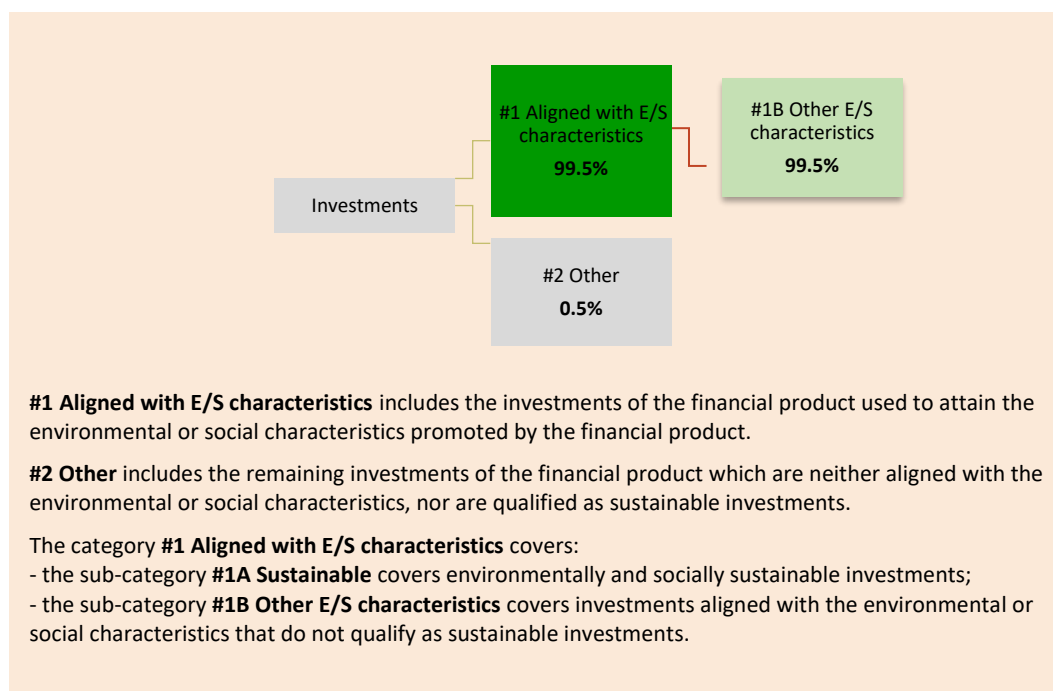 #1 Aligned with E/S
characteristics
99.5%
#1B Other E/S
characteristics
99.5%
Investments
#2 Other
0.5%
#1 Aligned with E/S characteristics includes the investments of the financial product used to attain the
environmental or social characteristics promoted by the financial product.
#2 Other includes the remaining investments of the financial product which are neither aligned with the
environmental or social characteristics, nor are qualified as sustainable investments.
The category #1 Aligned with E/S characteristics covers:
- the sub-category #1A Sustainable covers environmentally and socially sustainable investments;
- the sub-category #1B Other E/S characteristics covers investments aligned with the environmental or
social characteristics that do not qualify as sustainable investments.